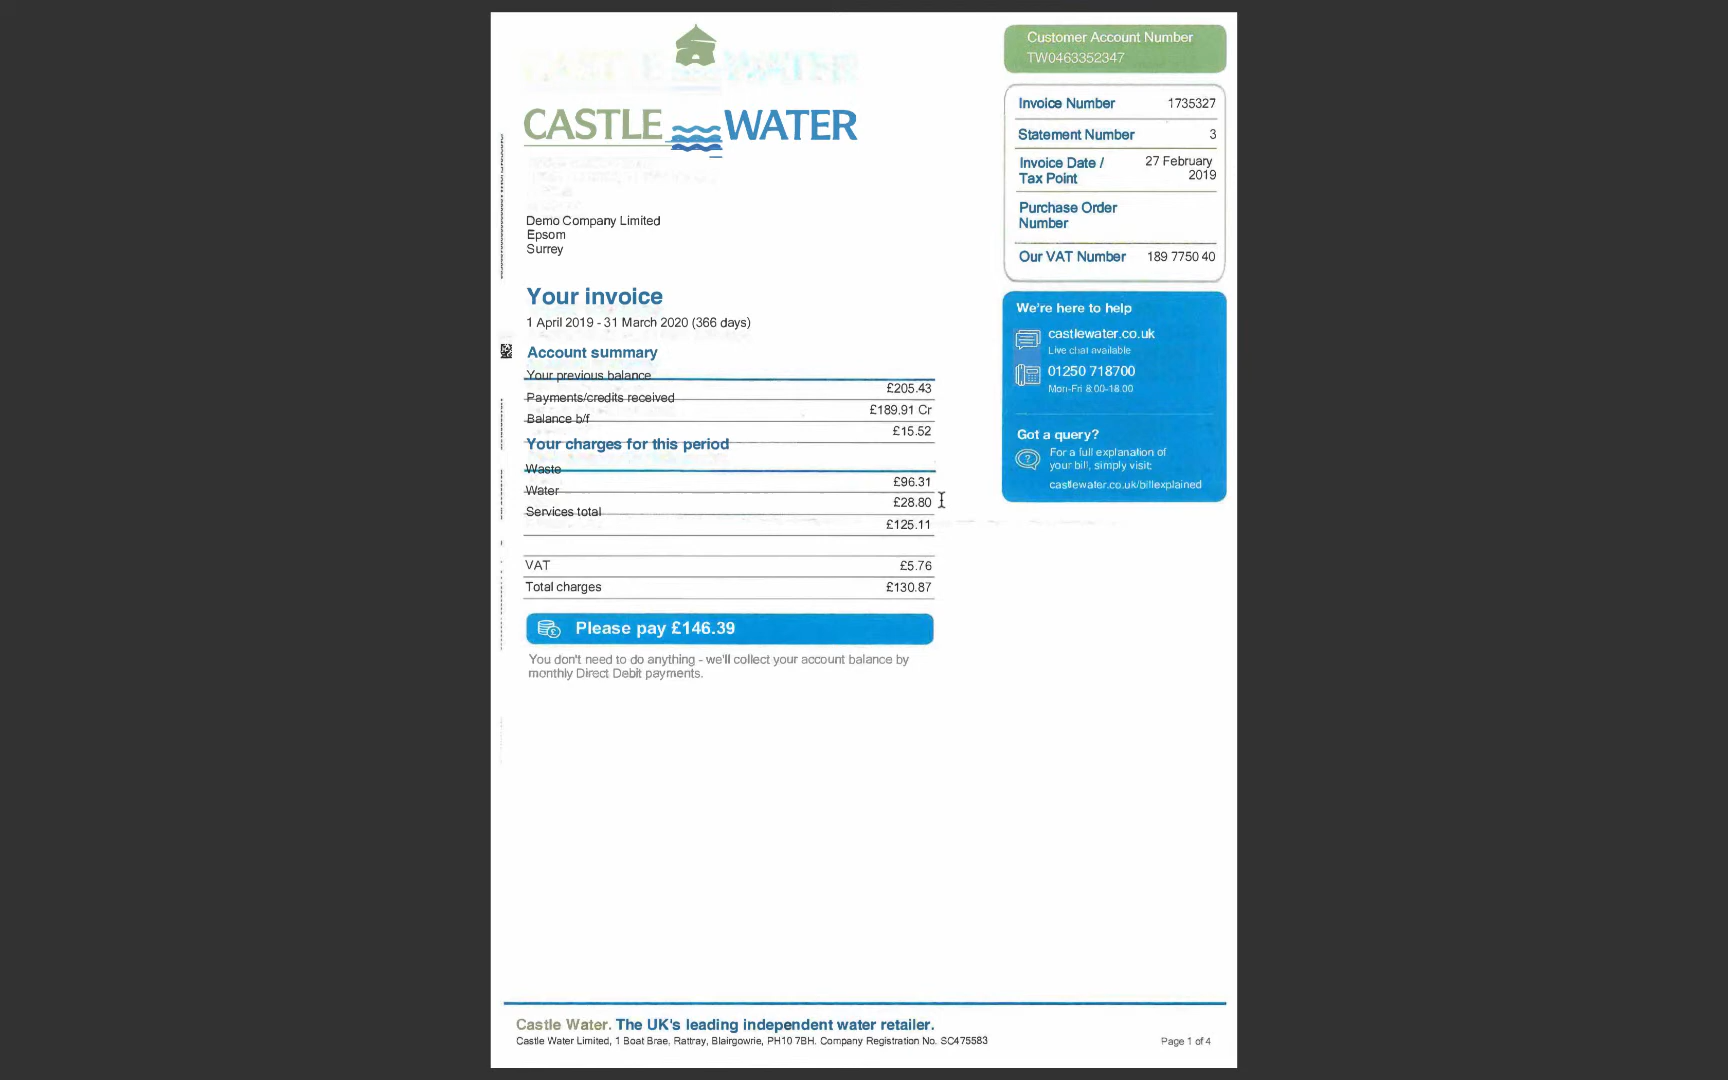 CASTLE WATER
Demo Company Limited
Epsom
Surrey
Customer Account Number
TW0463352347
Invoice Number 1735327
Statement Number 3
Invoice Date / 27 February
Tax Point 2019
Purchase Order
Number
Our VAT Number 189 7750 40
Your invoice
1 April 2019 - 31 March 2020 (366 days)
Account summary
Your previous balance £205.43
Payments/credits received £189.91 Cr
Balance b/f £15.52
Your charges for this period
Waste £96.31
Water £28.80
Services total £125.11
VAT £5.76
Total charges £130.87
Please pay £146.39
You don't need to do anything - we'll collect your account balance by
monthly Direct Debit payments.
We're here to help
castlewater.co.uk
Live chat available
01250 718700
Mon-Fri 8:00-18.00
Got a query?
For a full explanation of
your bill, simply visit:
castlewater.co.uk/billexplained
Castle Water. The UK's leading independent water retailer.
Castle Water Limited, 1 Boat Brae, Rattray, Blairgowrie, PH10 7BH. Company Registration No. SC475583
Page 1 of 4